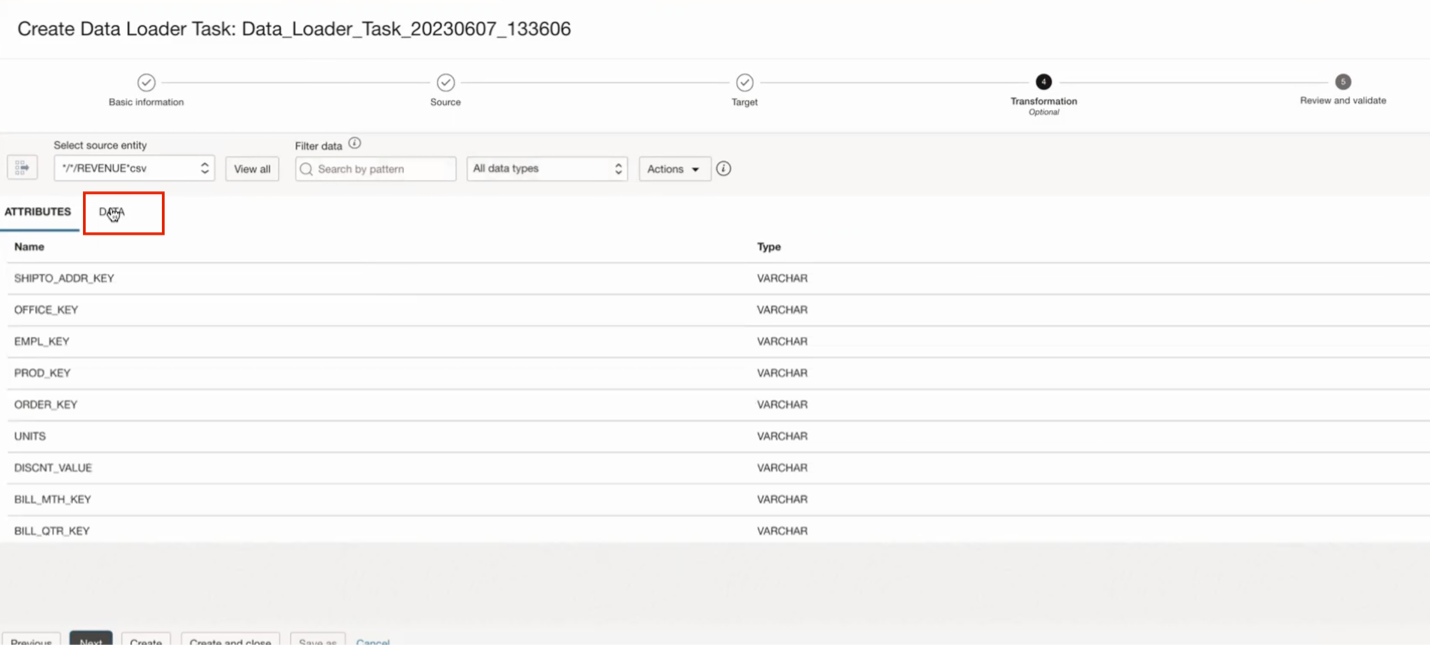 Create Data Loader Task: Data_Loader_Task_20230607_133606
4 5
Basic information Source Target Transformation Review and validate
Optional
Select source entity Filter data
*/*/REVENUE*csv View all Search by pattern All data types Actions
ATTRIBUTES DATA
Name Type
SHIPTO_ADDR_KEY VARCHAR
OFFICE_KEY VARCHAR
EMPL_KEY VARCHAR
PROD_KEY VARCHAR
ORDER_KEY VARCHAR
UNITS VARCHAR
DISCNT_VALUE VARCHAR
BILL_MTH_KEY VARCHAR
BILL_QTR_KEY VARCHAR
Previous Next Create Create and close Save as Cancel